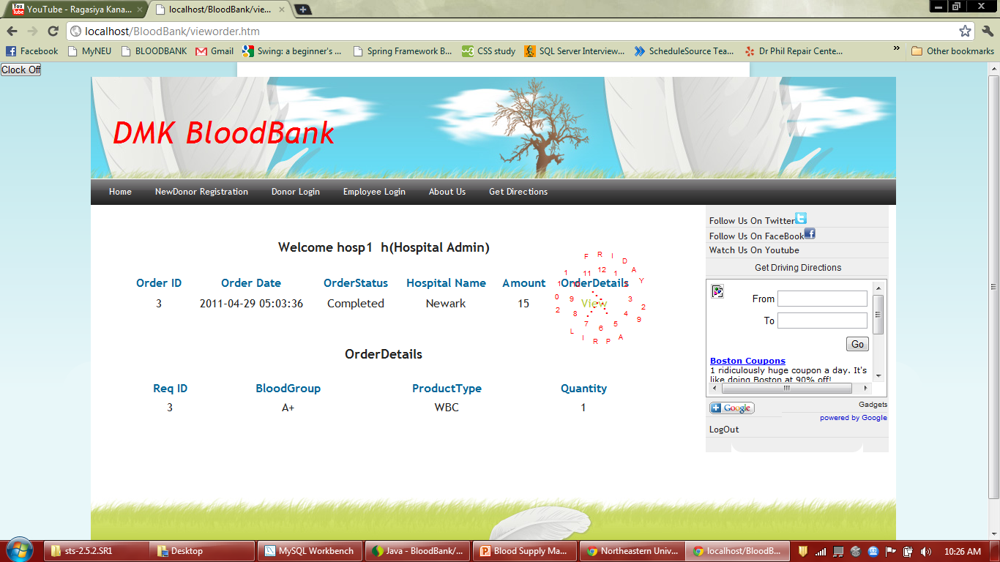 YouTube - Ragasiya Kana...
localhost/BloodBank/vie...
localhost/BloodBank/vieworder.htm
Facebook MyNEU BLOODBANK Gmail Swing: a beginner's ... Spring Framework B... CSS study SQL Server Interview... ScheduleSource Tea... Dr Phil Repair Cente... » Other bookmarks
Clock Off
DMK BloodBank
Home NewDonor Registration Donor Login Employee Login About Us Get Directions
Follow Us On Twitter
Follow Us On FaceBook
Watch Us On Youtube
Get Driving Directions
From
To
Go
Boston Coupons
1 ridiculously huge coupon a day. It's
like doing Boston at 90% off!
Google
Gadgets
powered by Google
LogOut
Welcome hosp1 h(Hospital Admin)
Order ID Order Date OrderStatus Hospital Name Amount OrderDetails
3 2011-04-29 05:03:36 Completed Newark 15 View
FRIDAY 29 APRIL 2011
12 1 2 3 4 5 6 7 8 9 10 11
OrderDetails
Req ID BloodGroup ProductType Quantity
3 A+ WBC 1
sts-2.5.2.SR1 Desktop MySQL Workbench Java - BloodBank/... Blood Supply Ma... Northeastern Univ... localhost/BloodB... 10:26 AM